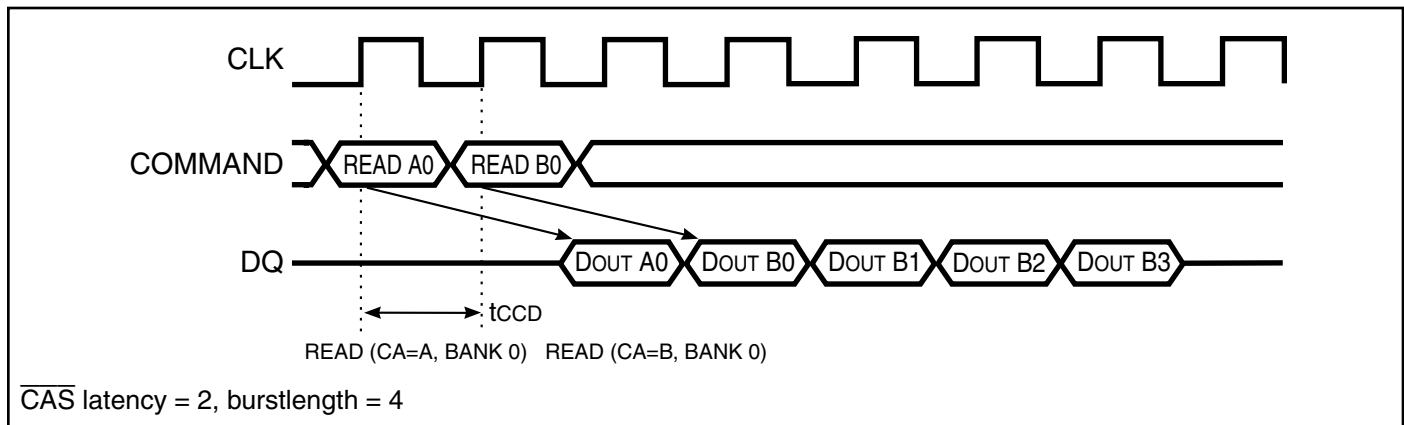 CLK
COMMAND READ A0 READ B0
DQ DOUT A0 DOUT B0 DOUT B1 DOUT B2 DOUT B3
tCCD
READ (CA=A, BANK 0) READ (CA=B, BANK 0)
CAS latency = 2, burstlength = 4